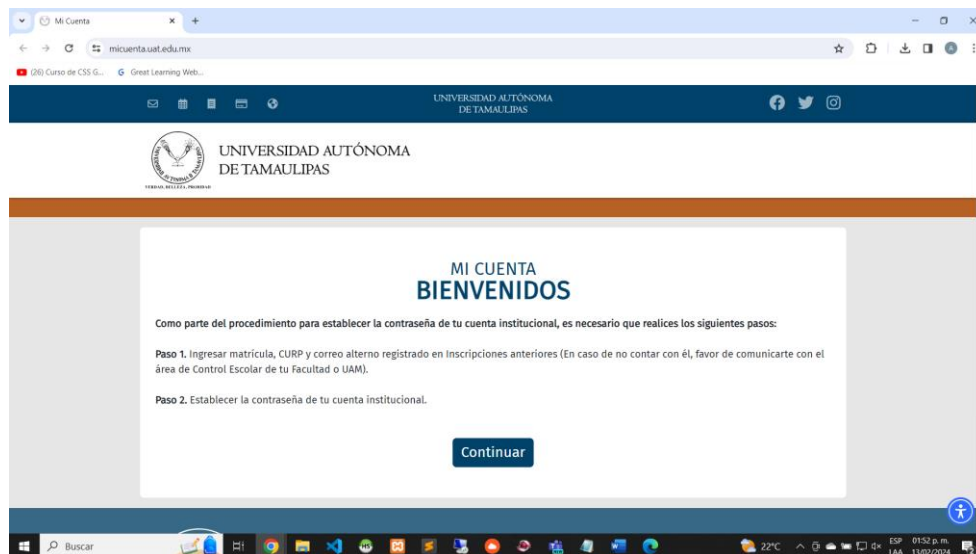 Mi Cuenta
micuenta.uat.edu.mx
(26) Curso de CSS G...
Great Learning Web...
UNIVERSIDAD AUTÓNOMA
DE TAMAULIPAS
UNIVERSIDAD AUTÓNOMA
DE TAMAULIPAS
VERDAD, BELLEZA, PROBIDAD
MI CUENTA
BIENVENIDOS
Como parte del procedimiento para establecer la contraseña de tu cuenta institucional, es necesario que realices los siguientes pasos:
Paso 1. Ingresar matrícula, CURP y correo alterno registrado en Inscripciones anteriores (En caso de no contar con él, favor de comunicarte con el
área de Control Escolar de tu Facultad o UAM).
Paso 2. Establecer la contraseña de tu cuenta institucional.
Continuar
Buscar
22°C
ESP
LAA
01:52 p. m.
13/02/2024